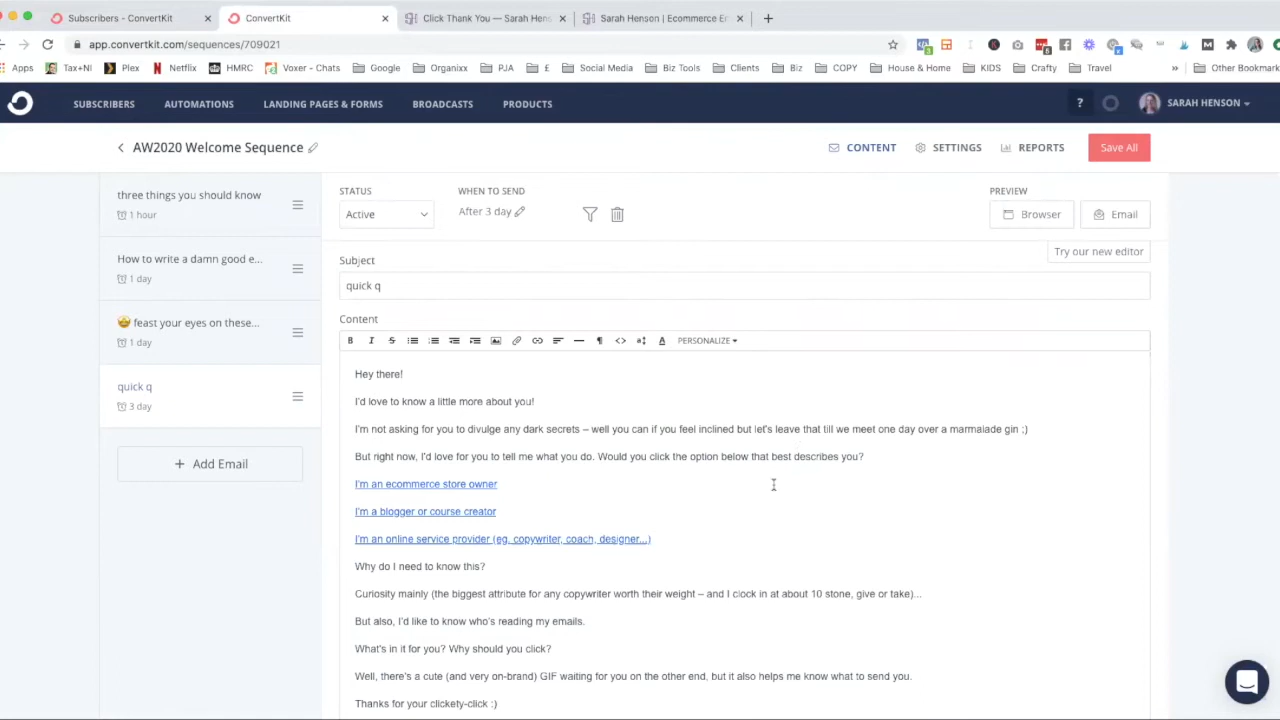 Subscribers - ConvertKit
ConvertKit
Click Thank You — Sarah Hens
Sarah Henson | Ecommerce E
app.convertkit.com/sequences/709021
Apps
Tax+NI
Plex
Netflix
HMRC
Voxer - Chats
Google
Organixx
PJA
£
Social Media
Biz Tools
Clients
Biz
COPY
House & Home
KIDS
Crafty
Travel
Other Bookmark
SUBSCRIBERS
AUTOMATIONS
LANDING PAGES & FORMS
BROADCASTS
PRODUCTS
?
SARAH HENSON
AW2020 Welcome Sequence
CONTENT
SETTINGS
REPORTS
Save All
three things you should know
1 hour
How to write a damn good e...
1 day
🤩 feast your eyes on these...
1 day
quick q
3 day
+ Add Email
STATUS
Active
WHEN TO SEND
After 3 day
PREVIEW
Browser
Email
Try our new editor
Subject
quick q
Content
PERSONALIZE
Hey there!
I'd love to know a little more about you!
I'm not asking for you to divulge any dark secrets – well you can if you feel inclined but let's leave that till we meet one day over a marmalade gin ;)
But right now, I'd love for you to tell me what you do. Would you click the option below that best describes you?
I'm an ecommerce store owner
I'm a blogger or course creator
I'm an online service provider (eg, copywriter, coach, designer...)
Why do I need to know this?
Curiosity mainly (the biggest attribute for any copywriter worth their weight – and I clock in at about 10 stone, give or take)...
But also, I'd like to know who's reading my emails.
What's in it for you? Why should you click?
Well, there's a cute (and very on-brand) GIF waiting for you on the other end, but it also helps me know what to send you.
Thanks for your clickety-click :)